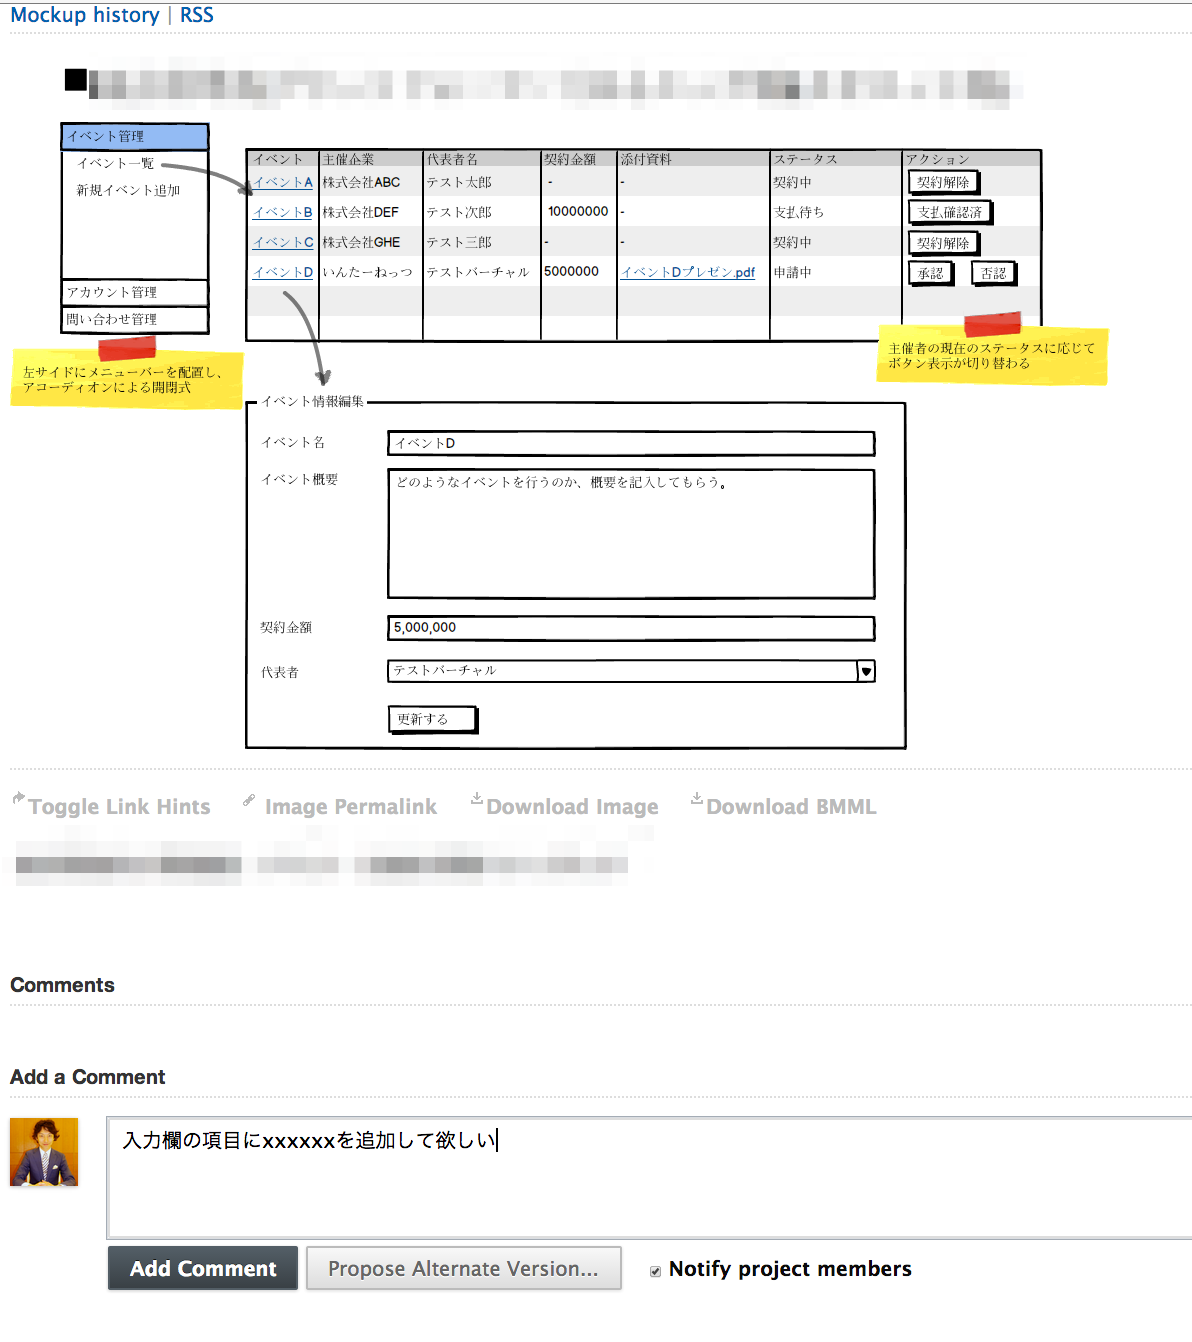 Mockup history | RSS
イベント管理
イベント一覧
新規イベント追加
アカウント管理
問い合わせ管理
左サイドにメニューバーを配置し、
アコーディオンによる開閉式
イベント 主催企業 代表者名 契約金額 添付資料 ステータス アクション
イベントA 株式会社ABC テスト太郎 - - 契約中 契約解除
イベントB 株式会社DEF テスト次郎 10000000 - 支払待ち 支払確認済
イベントC 株式会社GHE テスト三郎 - - 契約中 契約解除
イベントD いんたーねっつ テストバーチャル 5000000 イベントDプレゼン.pdf 申請中 承認 否認
主催者の現在のステータスに応じて
ボタン表示が切り替わる
イベント情報編集
イベント名 イベントD
イベント概要 どのようなイベントを行うのか、概要を記入してもらう。
契約金額 5,000,000
代表者 テストバーチャル
更新する
Toggle Link Hints Image Permalink Download Image Download BMML
Comments
Add a Comment
入力欄の項目にxxxxxxを追加して欲しい
Add Comment Propose Alternate Version... Notify project members